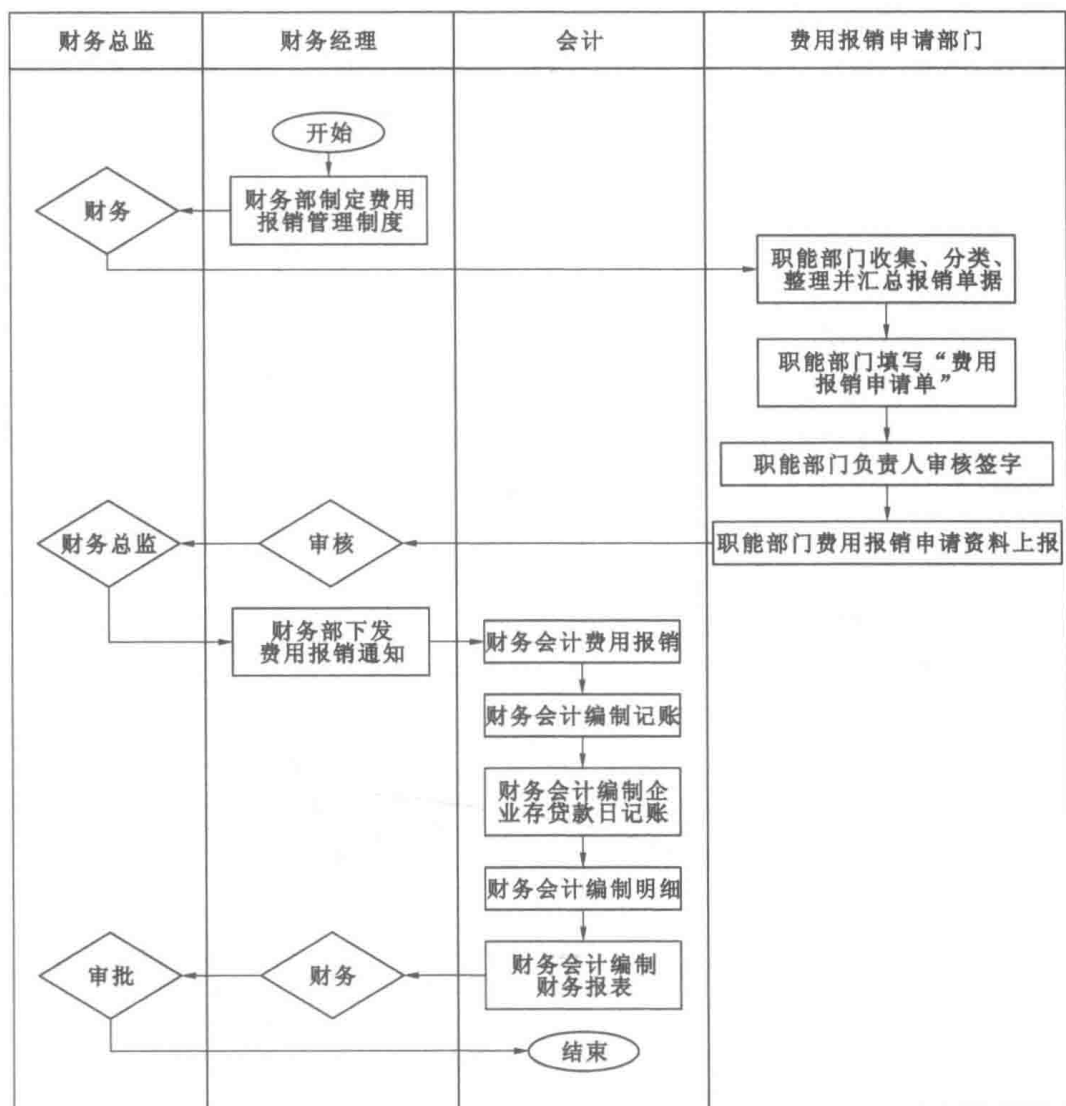 财务总监
财务经理
会计
费用报销申请部门
开始
财务
财务部制定费用
报销管理制度
职能部门收集、分类、
整理并汇总报销单据
职能部门填写“费用
报销申请单”
职能部门负责人审核签字
财务总监
审核
职能部门费用报销申请资料上报
财务部下发
费用报销通知
财务会计费用报销
财务会计编制记账
财务会计编制企
业存贷款日记账
财务会计编制明细
审批
财务
财务会计编制
财务报表
结束